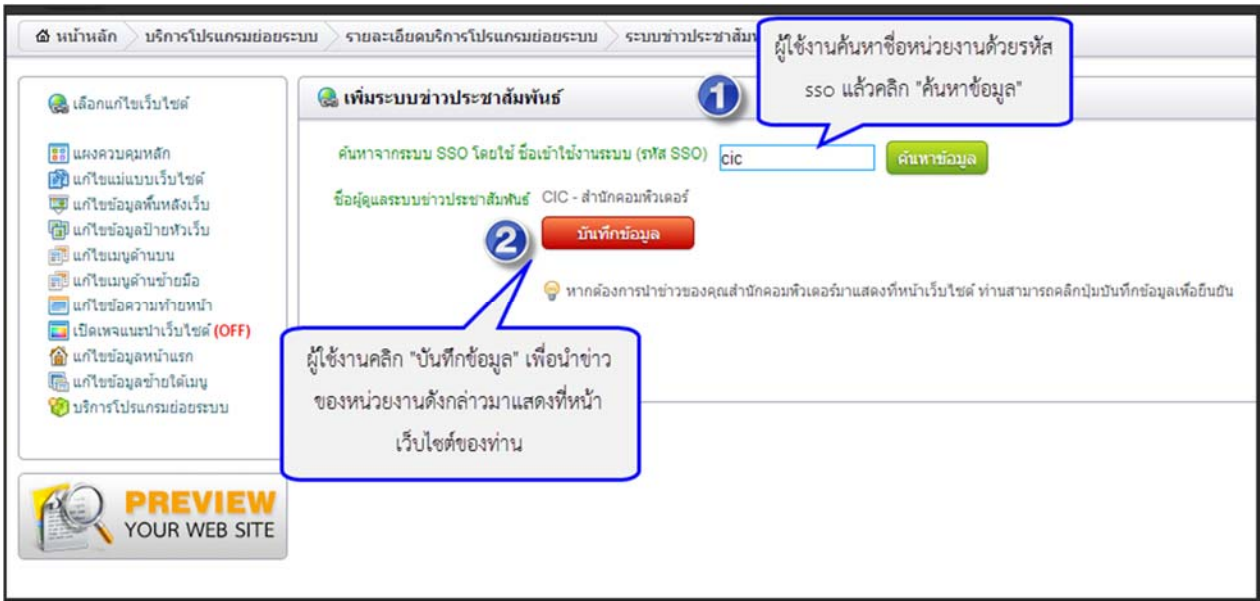 หน้าหลัก บริการโปรแกรมย่อยระบบ รายละเอียดบริการโปรแกรมย่อยระบบ ระบบข่าวประชาสัม
ผู้ใช้งานค้นหาชื่อหน่วยงานด้วยรหัส
sso แล้วคลิก "ค้นหาข้อมูล"
1
เลือกแก้ไขเว็บไซต์
แผงควบคุมหลัก
แก้ไขแม่แบบเว็บไซต์
แก้ไขข้อมูลพื้นหลังเว็บ
แก้ไขข้อมูลป้ายหัวเว็บ
แก้ไขเมนูด้านบน
แก้ไขเมนูด้านซ้ายมือ
แก้ไขข้อความท้ายหน้า
เปิดเพจแนะนำเว็บไซต์ (OFF)
แก้ไขข้อมูลหน้าแรก
แก้ไขข้อมูลซ้ายใต้เมนู
บริการโปรแกรมย่อยระบบ
PREVIEW
YOUR WEB SITE
เพิ่มระบบข่าวประชาสัมพันธ์
ค้นหาจากระบบ SSO โดยใช้ ชื่อเข้าใช้งานระบบ (รหัส SSO) cic ค้นหาข้อมูล
ชื่อผู้ดูแลระบบข่าวประชาสัมพันธ์ CIC - สำนักคอมพิวเตอร์
2 บันทึกข้อมูล
หากต้องการนำข่าวของคุณสำนักคอมพิวเตอร์มาแสดงที่หน้าเว็บไซต์ ท่านสามารถคลิกปุ่มบันทึกข้อมูลเพื่อยืนยัน
ผู้ใช้งานคลิก "บันทึกข้อมูล" เพื่อนำข่าว
ของหน่วยงานดังกล่าวมาแสดงที่หน้า
เว็บไซต์ของท่าน